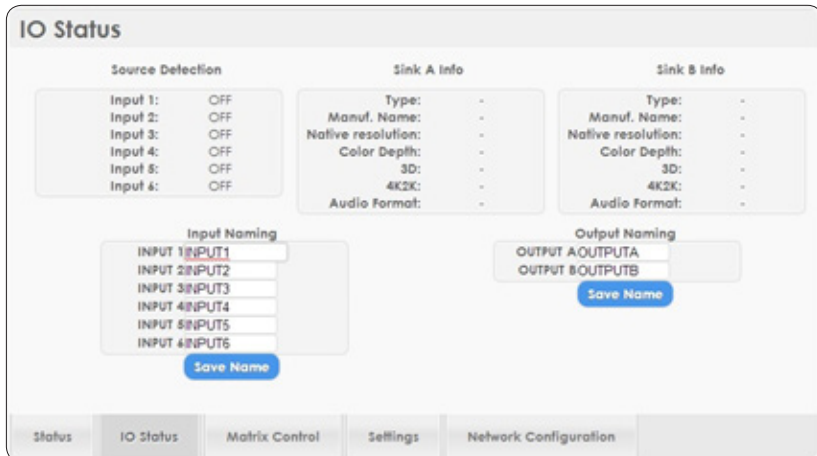 IO Status
Source Detection
Input 1: OFF
Input 2: OFF
Input 3: OFF
Input 4: OFF
Input 5: OFF
Input 6: OFF
Sink A Info
Type: -
Manuf. Name: -
Native resolution: -
Color Depth: -
3D: -
4K2K: -
Audio Format: -
Sink B Info
Type: -
Manuf. Name: -
Native resolution: -
Color Depth: -
3D: -
4K2K: -
Audio Format: -
Input Naming
INPUT 1 INPUT1
INPUT 2 INPUT2
INPUT 3 INPUT3
INPUT 4 INPUT4
INPUT 5 INPUT5
INPUT 6 INPUT6
Save Name
Output Naming
OUTPUT A OUTPUTA
OUTPUT B OUTPUTB
Save Name
Status IO Status Matrix Control Settings Network Configuration